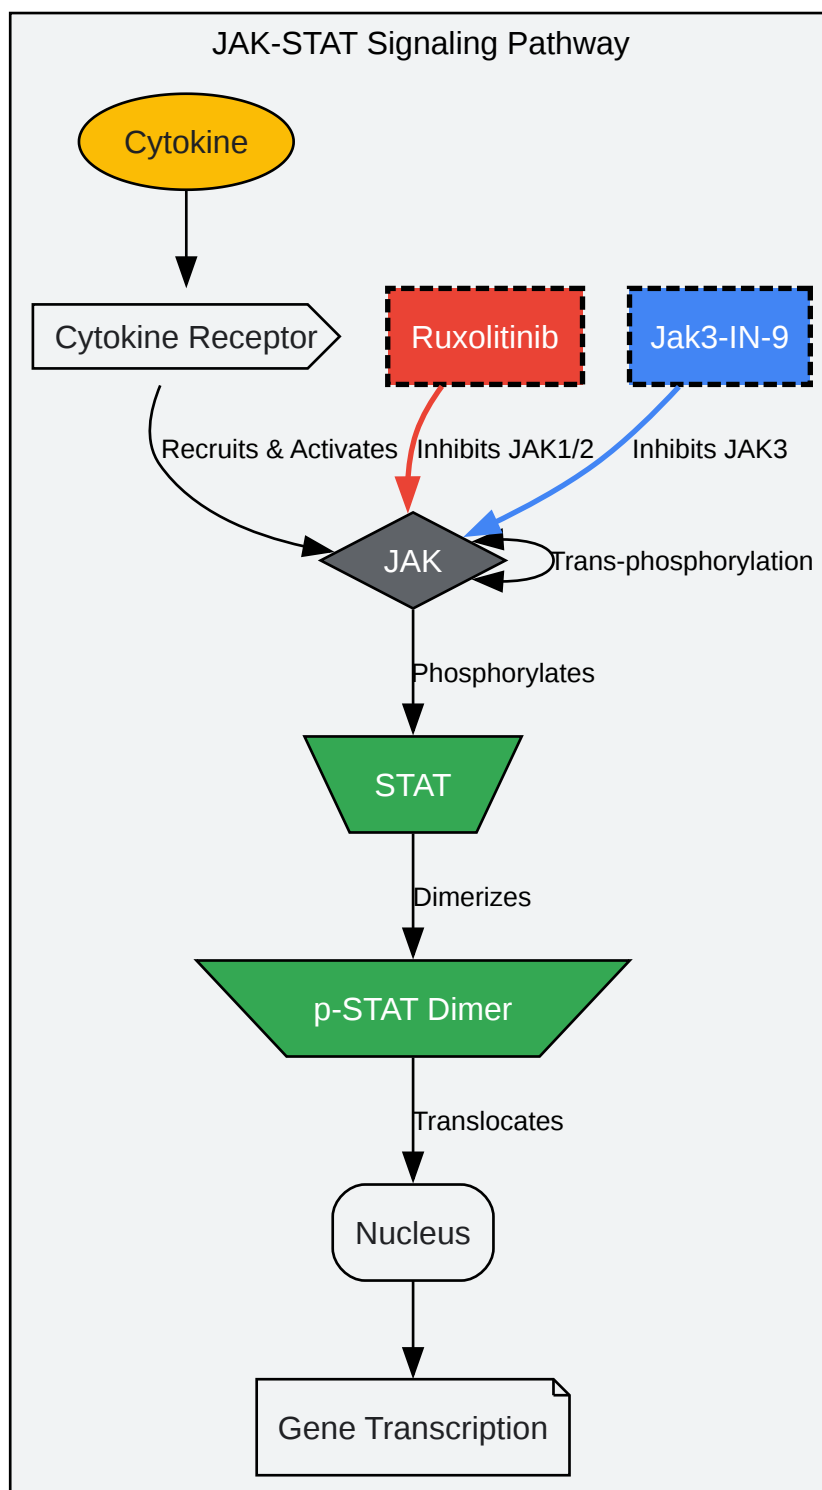 JAK-STAT Signaling Pathway
Cytokine
Cytokine Receptor
Ruxolitinib
Jak3-IN-9
Recruits & Activates
Inhibits JAK1/2
Inhibits JAK3
JAK
Trans-phosphorylation
Phosphorylates
STAT
Dimerizes
p-STAT Dimer
Translocates
Nucleus
Gene Transcription